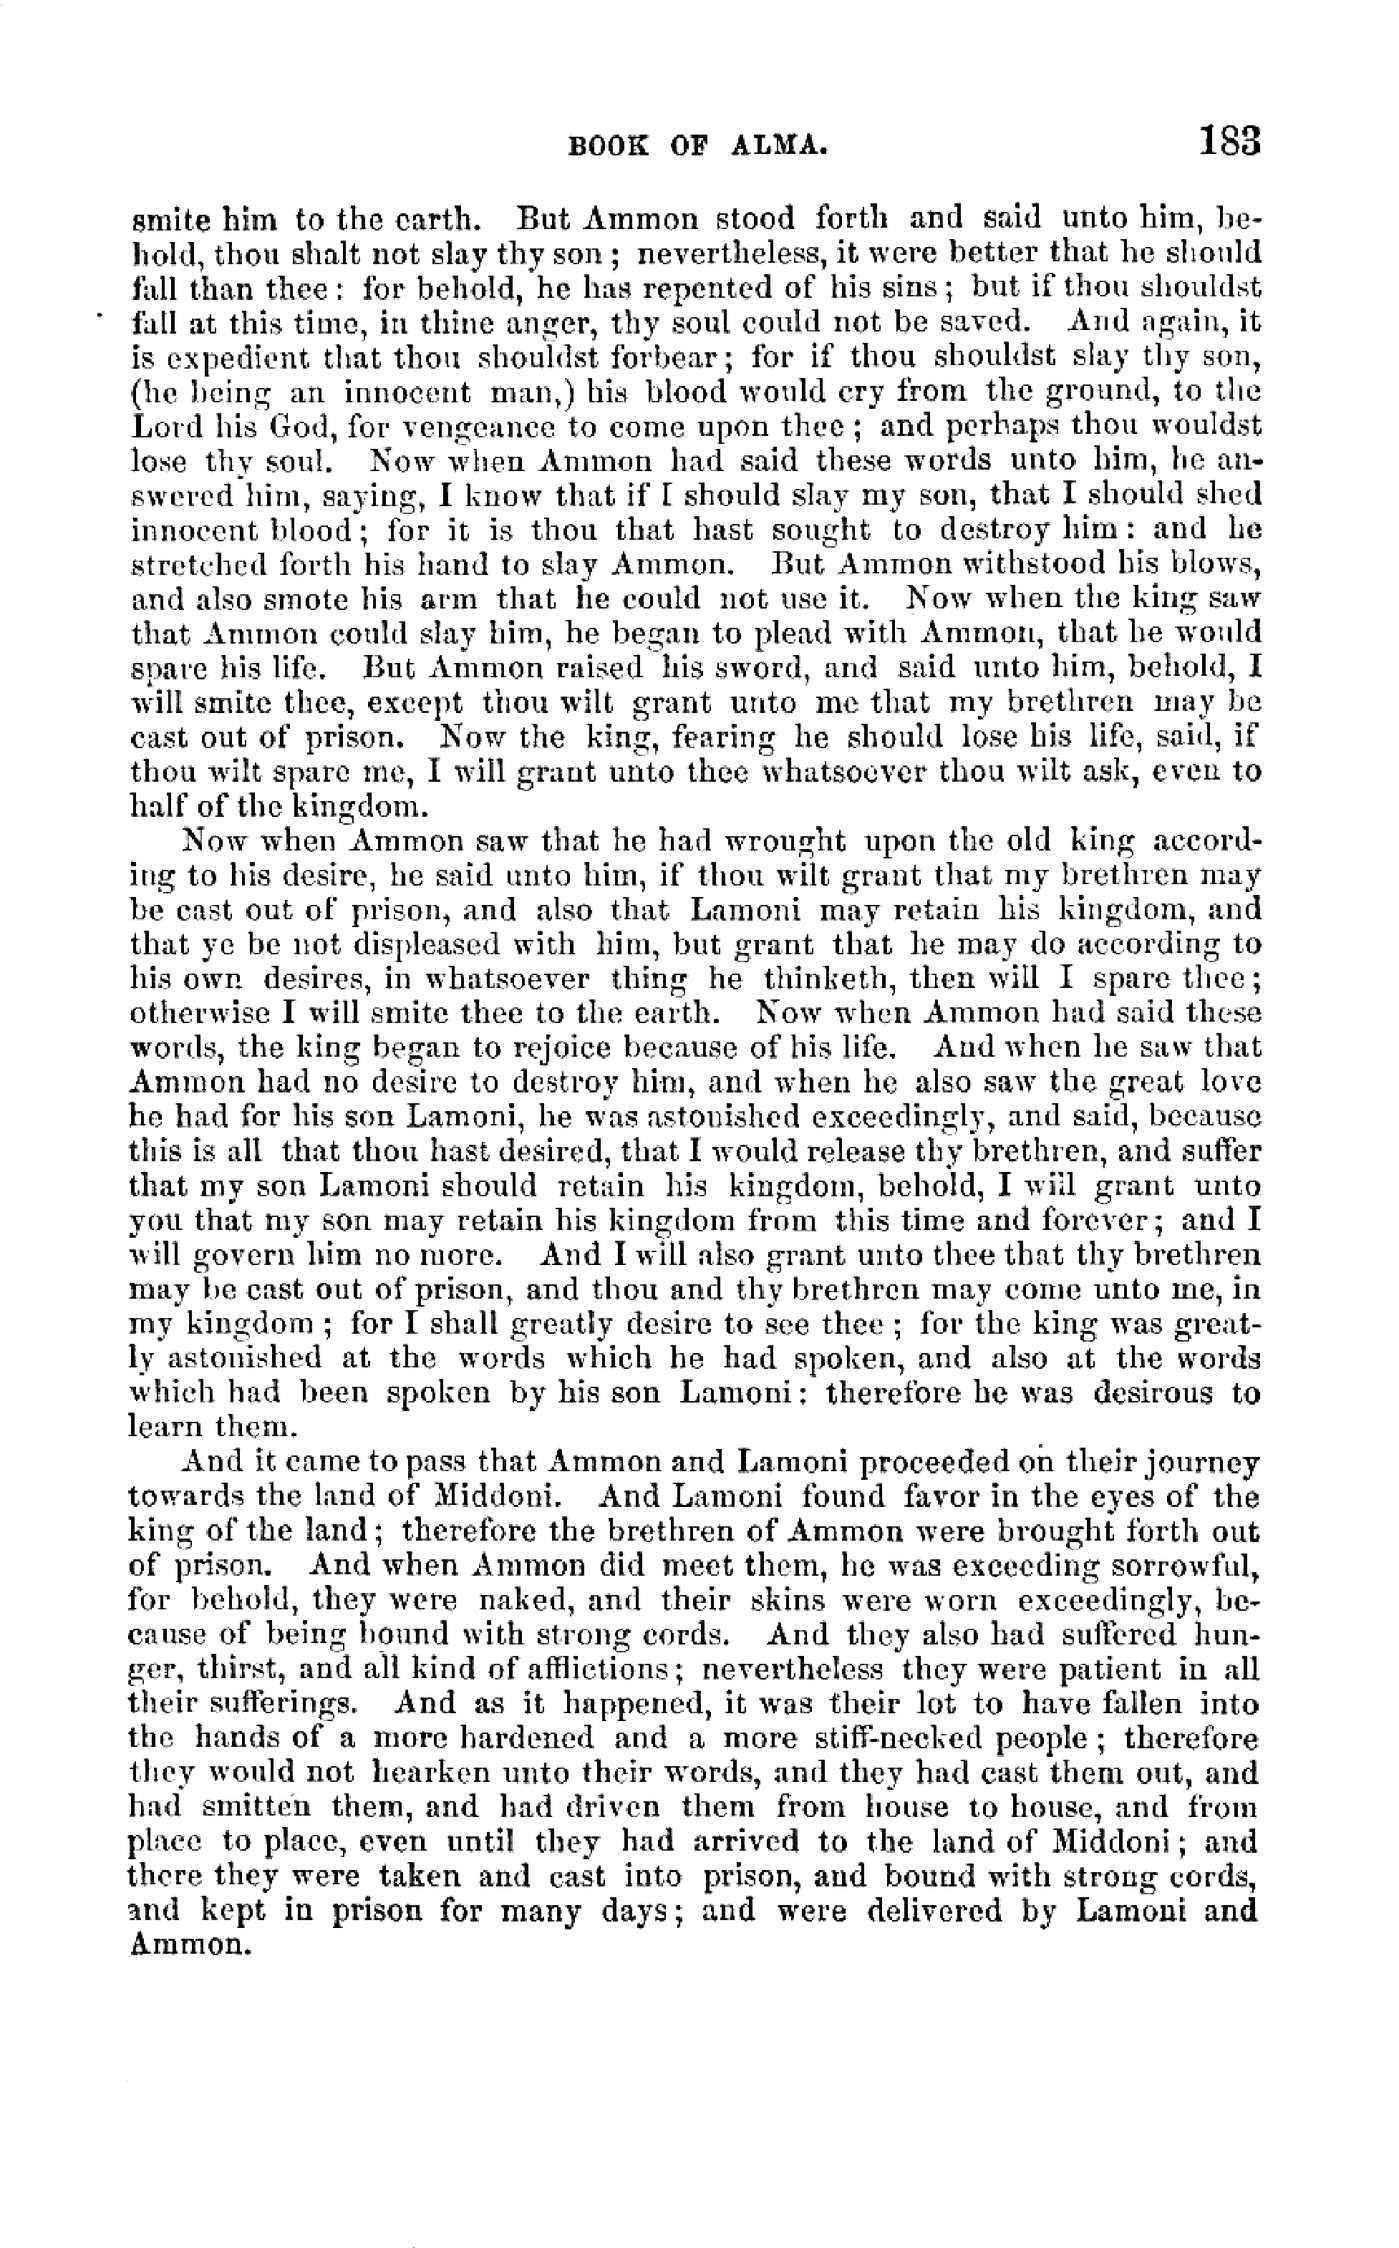 BOOK OF ALMA. 183
smite him to the earth. But Ammon stood forth and said unto him, be-
hold, thou shalt not slay thy son; nevertheless, it were better that he should
fall than thee: for behold, he has repented of his sins; but if thou shouldst
fall at this time, in thine anger, thy soul could not be saved. And again, it
is expedient that thou shouldst forbear; for if thou shouldst slay thy son,
(he being an innocent man,) his blood would cry from the ground, to the
Lord his God, for vengeance to come upon thee; and perhaps thou wouldst
lose thy soul. Now when Ammon had said these words unto him, he an-
swered him, saying, I know that if I should slay my son, that I should shed
innocent blood; for it is thou that hast sought to destroy him: and he
stretched forth his hand to slay Ammon. But Ammon withstood his blows,
and also smote his arm that he could not use it. Now when the king saw
that Ammon could slay him, he began to plead with Ammon, that he would
spare his life. But Ammon raised his sword, and said unto him, behold, I
will smite thee, except thou wilt grant unto me that my brethren may be
cast out of prison. Now the king, fearing he should lose his life, said, if
thou wilt spare me, I will grant unto thee whatsoever thou wilt ask, even to
half of the kingdom.
Now when Ammon saw that he had wrought upon the old king accord-
ing to his desire, he said unto him, if thou wilt grant that my brethren may
be cast out of prison, and also that Lamoni may retain his kingdom, and
that ye be not displeased with him, but grant that he may do according to
his own desires, in whatsoever thing he thinketh, then will I spare thee;
otherwise I will smite thee to the earth. Now when Ammon had said these
words, the king began to rejoice because of his life. And when he saw that
Ammon had no desire to destroy him, and when he also saw the great love
he had for his son Lamoni, he was astonished exceedingly, and said, because
this is all that thou hast desired, that I would release thy brethren, and suffer
that my son Lamoni should retain his kingdom, behold, I will grant unto
you that my son may retain his kingdom from this time and forever; and I
will govern him no more. And I will also grant unto thee that thy brethren
may be cast out of prison, and thou and thy brethren may come unto me, in
my kingdom; for I shall greatly desire to see thee; for the king was great-
ly astonished at the words which he had spoken, and also at the words
which had been spoken by his son Lamoni: therefore he was desirous to
learn them.
And it came to pass that Ammon and Lamoni proceeded on their journey
towards the land of Middoni. And Lamoni found favor in the eyes of the
king of the land; therefore the brethren of Ammon were brought forth out
of prison. And when Ammon did meet them, he was exceeding sorrowful,
for behold, they were naked, and their skins were worn exceedingly, be-
cause of being bound with strong cords. And they also had suffered hun-
ger, thirst, and all kind of afflictions; nevertheless they were patient in all
their sufferings. And as it happened, it was their lot to have fallen into
the hands of a more hardened and a more stiff-necked people; therefore
they would not hearken unto their words, and they had cast them out, and
had smitten them, and had driven them from house to house, and from
place to place, even until they had arrived to the land of Middoni; and
there they were taken and cast into prison, and bound with strong cords,
and kept in prison for many days; and were delivered by Lamoni and
Ammon.